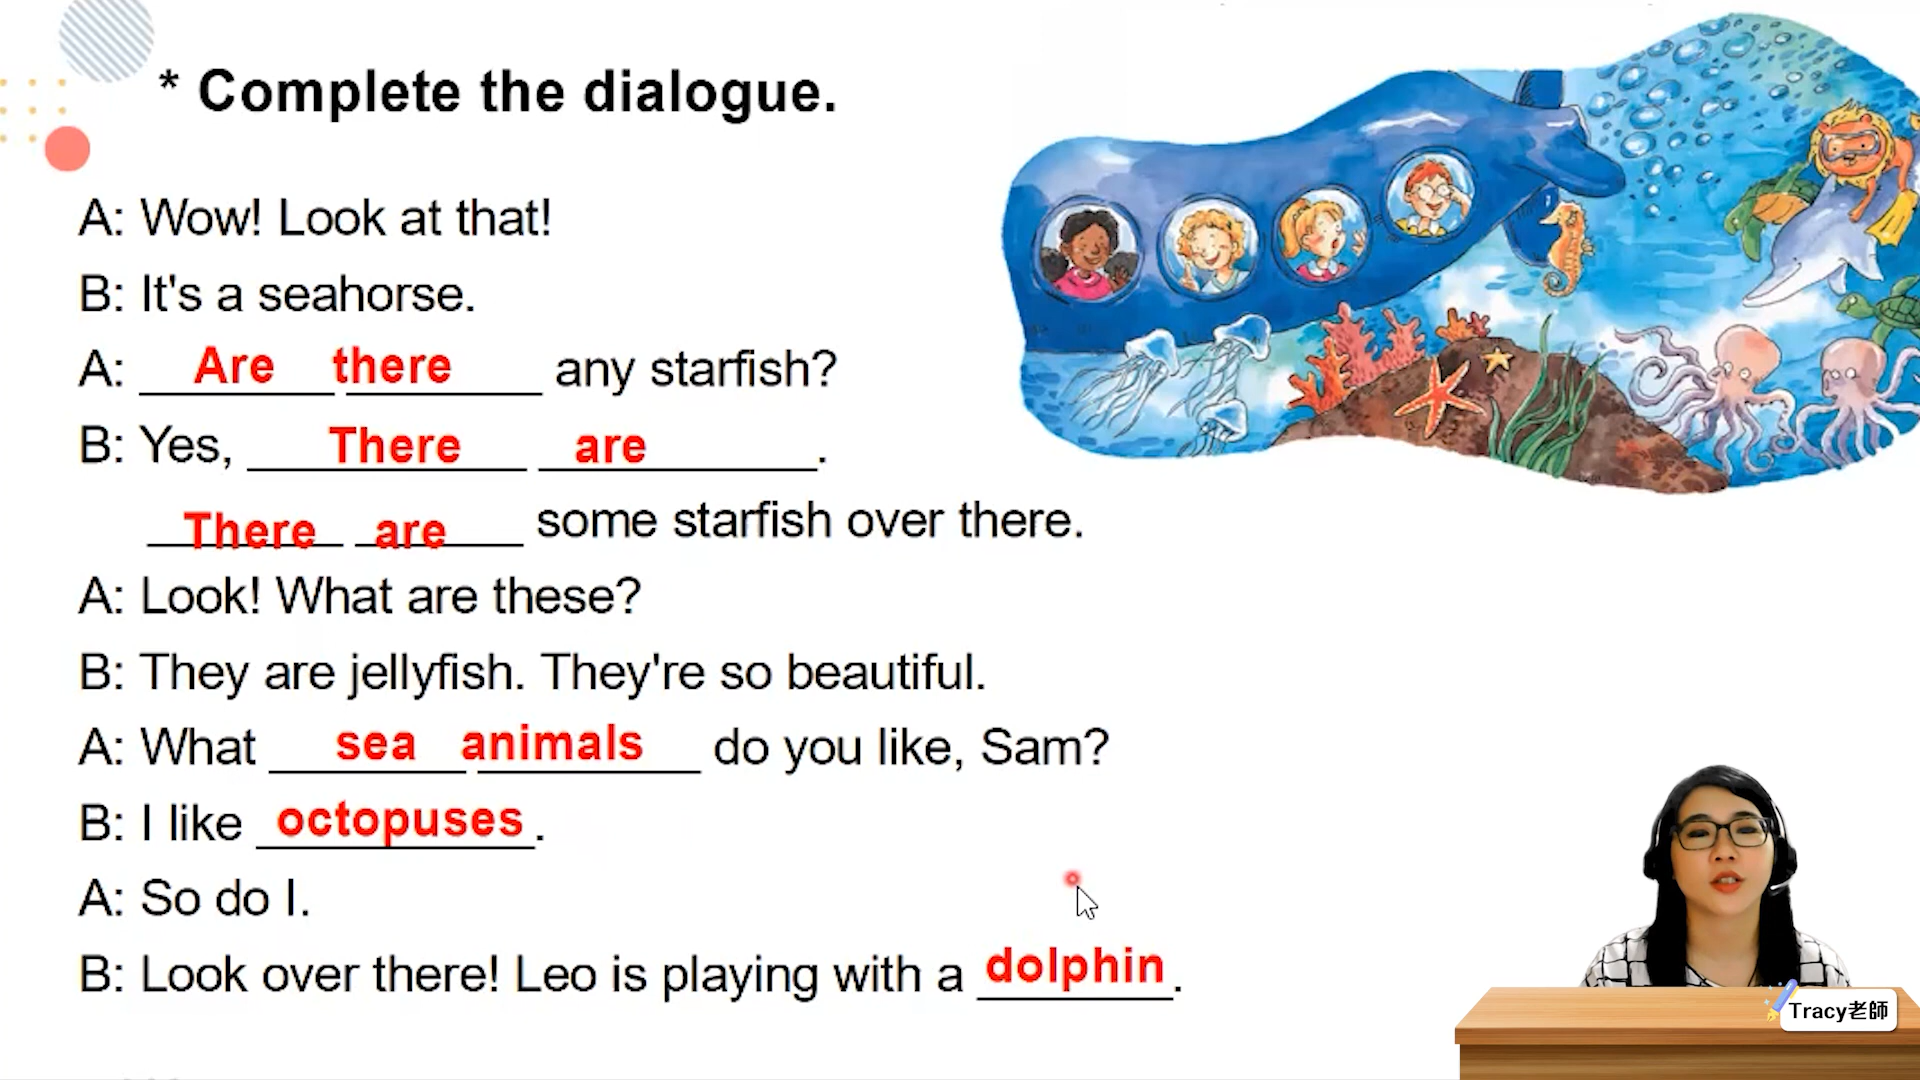 * Complete the dialogue.
A: Wow! Look at that!
B: It's a seahorse.
A: Are there any starfish?
B: Yes, There are.
There are some starfish over there.
A: Look! What are these?
B: They are jellyfish. They're so beautiful.
A: What sea animals do you like, Sam?
B: I like octopuses.
A: So do I.
B: Look over there! Leo is playing with a dolphin.
Tracy老師